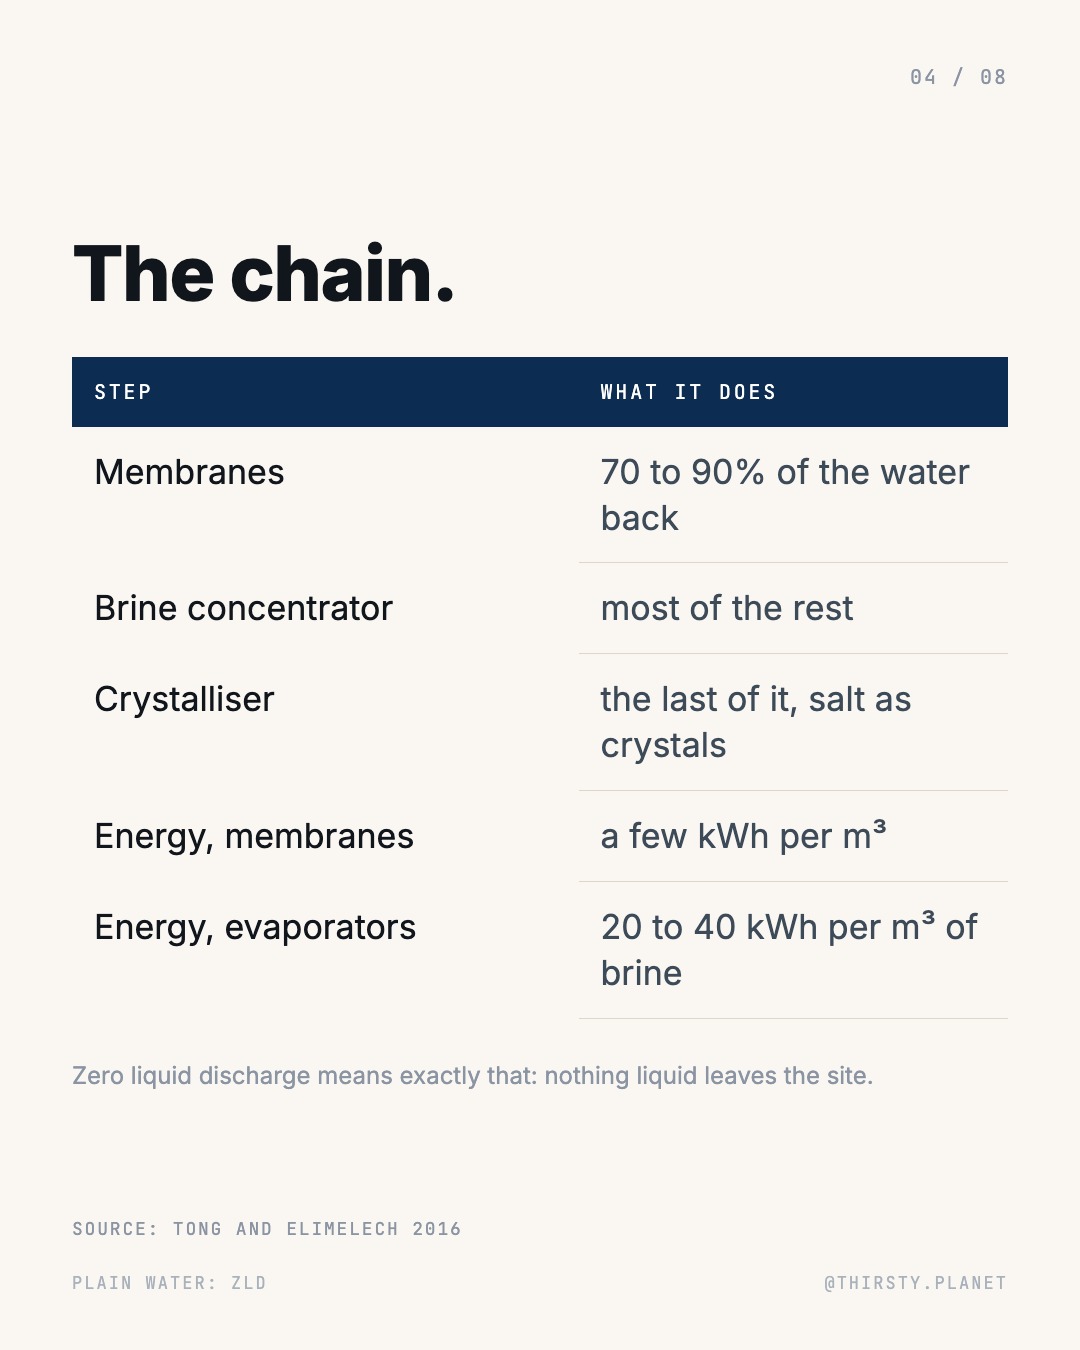 04 / 08
The chain.
STEP
WHAT IT DOES
Membranes
70 to 90% of the water
back
Brine concentrator
most of the rest
Crystalliser
the last of it, salt as
crystals
Energy, membranes
a few kWh per m³
Energy, evaporators
20 to 40 kWh per m³ of
brine
Zero liquid discharge means exactly that: nothing liquid leaves the site.
SOURCE: TONG AND ELIMELECH 2016
PLAIN WATER: ZLD
@THIRSTY.PLANET